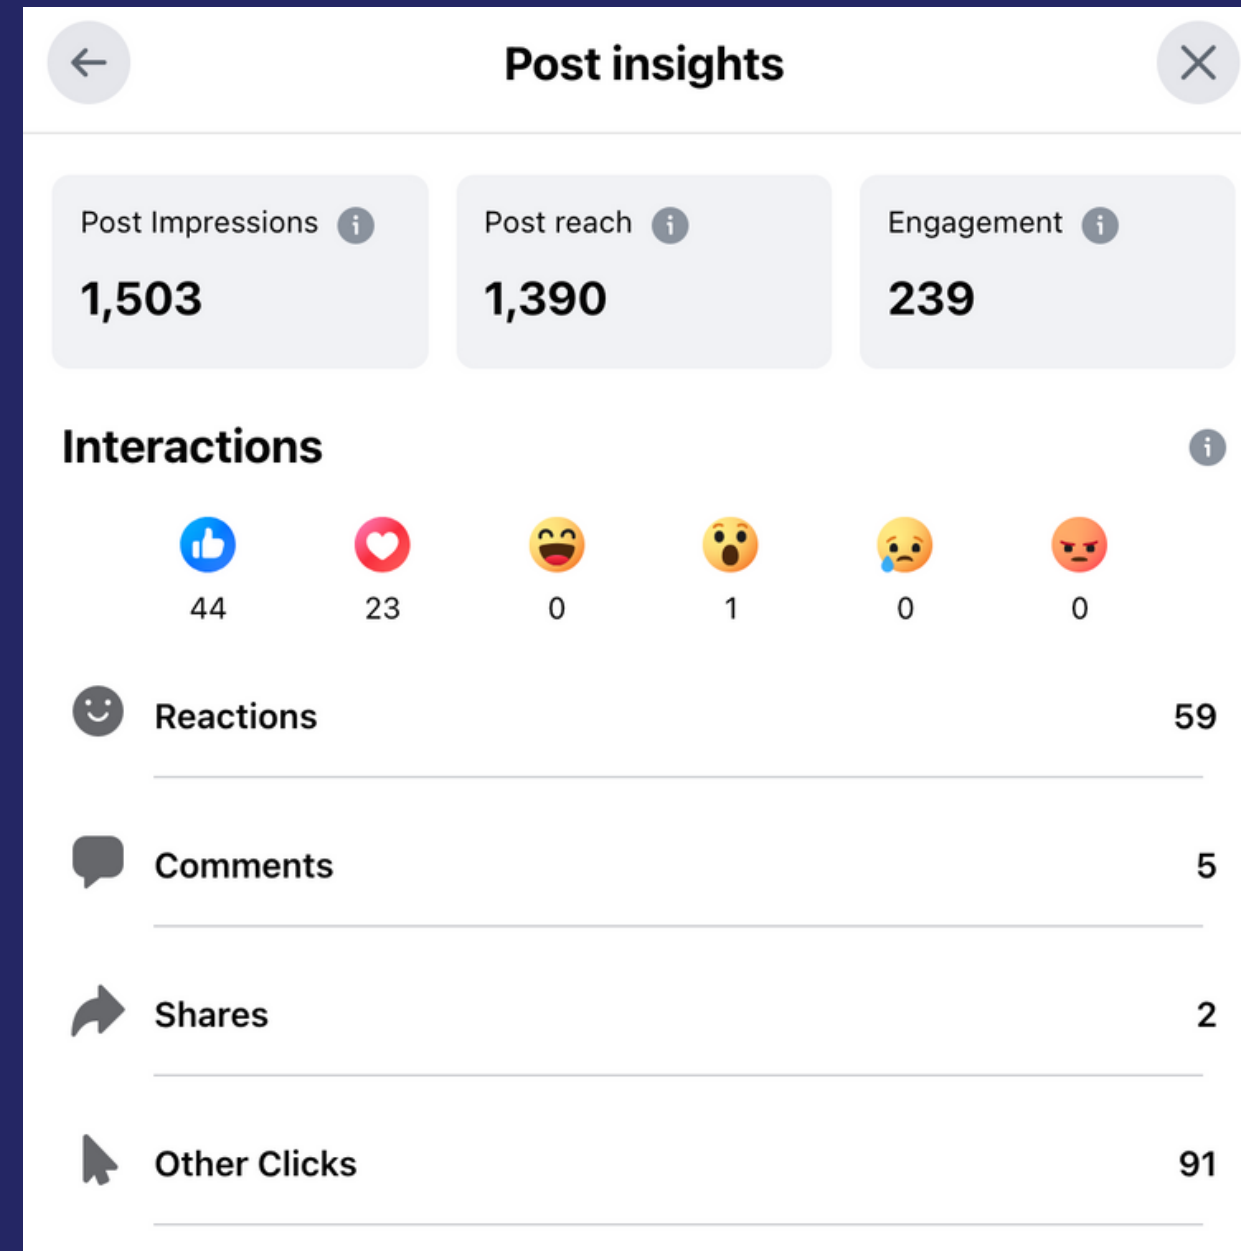 Post insights
Post Impressions Post reach Engagement
1,503 1,390 239
Interactions
44 23 0 1 0 0
Reactions 59
Comments 5
Shares 2
Other Clicks 91